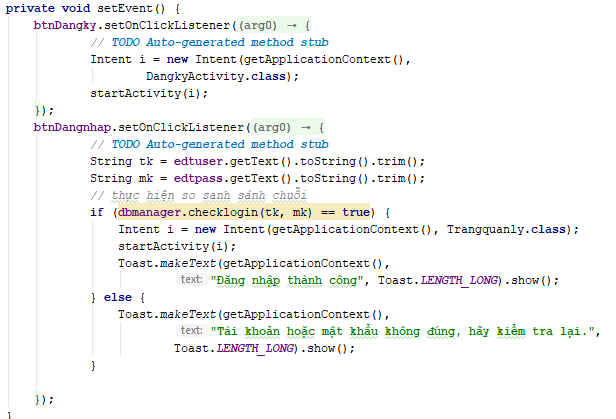 private void setEvent() {
btnDangky.setOnClickListener((arg0) → {
// TODO Auto-generated method stub
Intent i = new Intent(getApplicationContext(),
DangkyActivity.class);
startActivity(i);
});
btnDangnhap.setOnClickListener((arg0) → {
// TODO Auto-generated method stub
String tk = edtuser.getText().toString().trim();
String mk = edtpass.getText().toString().trim();
// thực hiện so sanh sánh chuỗi
if (dbmanager.checklogin(tk, mk) == true) {
Intent i = new Intent(getApplicationContext(), Trangquanly.class);
startActivity(i);
Toast.makeText(getApplicationContext(),
text: "Đăng nhập thành công", Toast.LENGTH_LONG).show();
} else {
Toast.makeText(getApplicationContext(),
text: "Tài khoản hoặc mật khẩu không đúng, hãy kiểm tra lại.",
Toast.LENGTH_LONG).show();
}
});
}